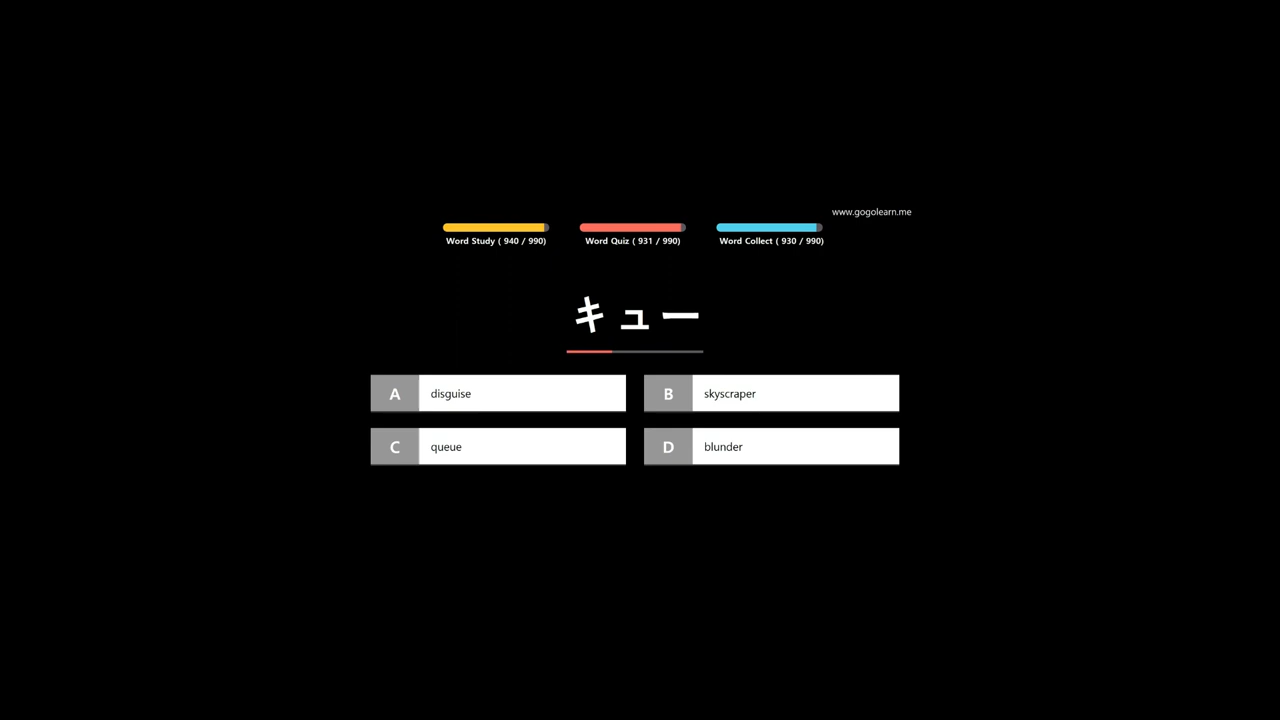 www.gogolearn.me
Word Study ( 940 / 990) Word Quiz ( 931 / 990) Word Collect ( 930 / 990)
キュー
A disguise B skyscraper
C queue D blunder